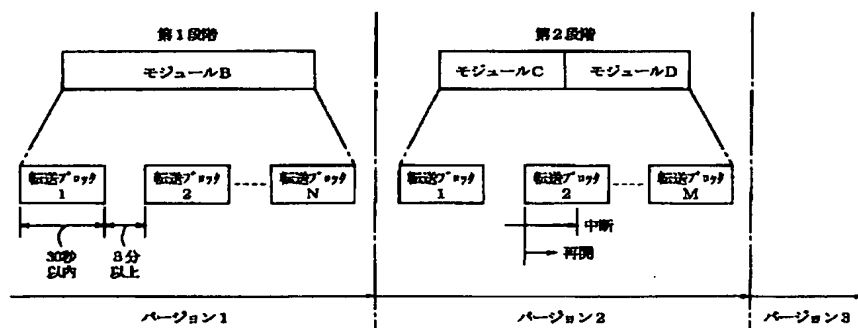 第1段階
第2段階
モジュールB
モジュールC
モジュールD
転送ブロック
1
転送ブロック
2
転送ブロック
N
転送ブロック
1
転送ブロック
2
転送ブロック
M
中断
再開
30秒
以内
8分
以上
バージョン1
バージョン2
バージョン3